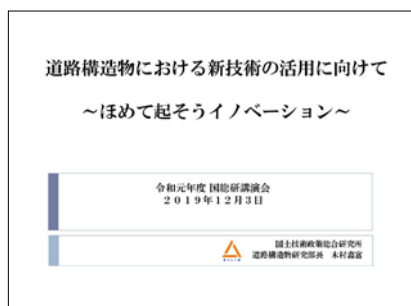 道路構造物における新技術の活用に向けて
～ほめて起そうイノベーション～
令和元年度 国総研講演会
２０１９年１２月３日
国土技術政策総合研究所
道路構造物研究部長 木村嘉富